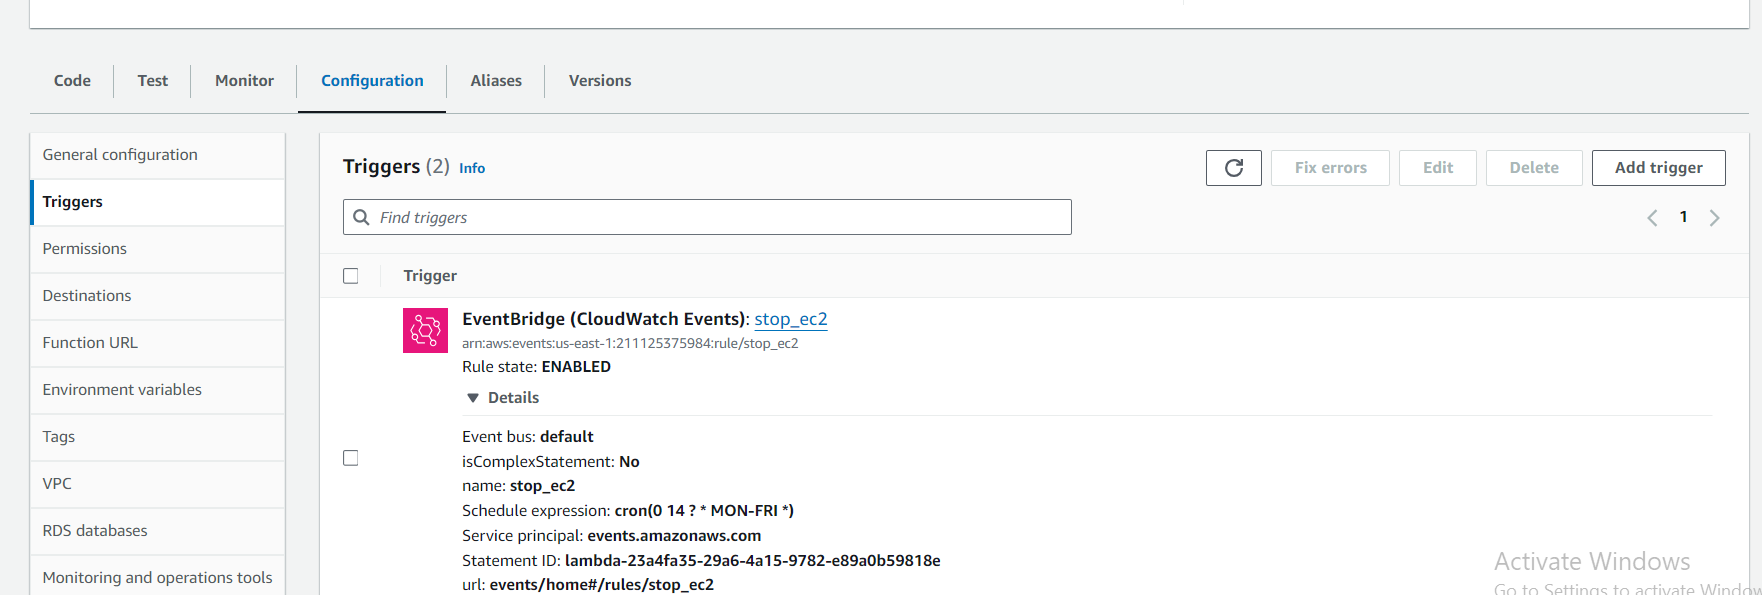 Code
Test
Monitor
Configuration
Aliases
Versions
General configuration
Triggers
Permissions
Destinations
Function URL
Environment variables
Tags
VPC
RDS databases
Monitoring and operations tools
Triggers (2) Info
Fix errors
Edit
Delete
Add trigger
Find triggers
1
Trigger
EventBridge (CloudWatch Events): stop_ec2
arn:aws:events:us-east-1:211125375984:rule/stop_ec2
Rule state: ENABLED
Details
Event bus: default
isComplexStatement: No
name: stop_ec2
Schedule expression: cron(0 14 ? * MON-FRI *)
Service principal: events.amazonaws.com
Statement ID: lambda-23a4fa35-29a6-4a15-9782-e89a0b59818e
url: events/home#/rules/stop_ec2
Activate Windows
Go to Settings to activate Window